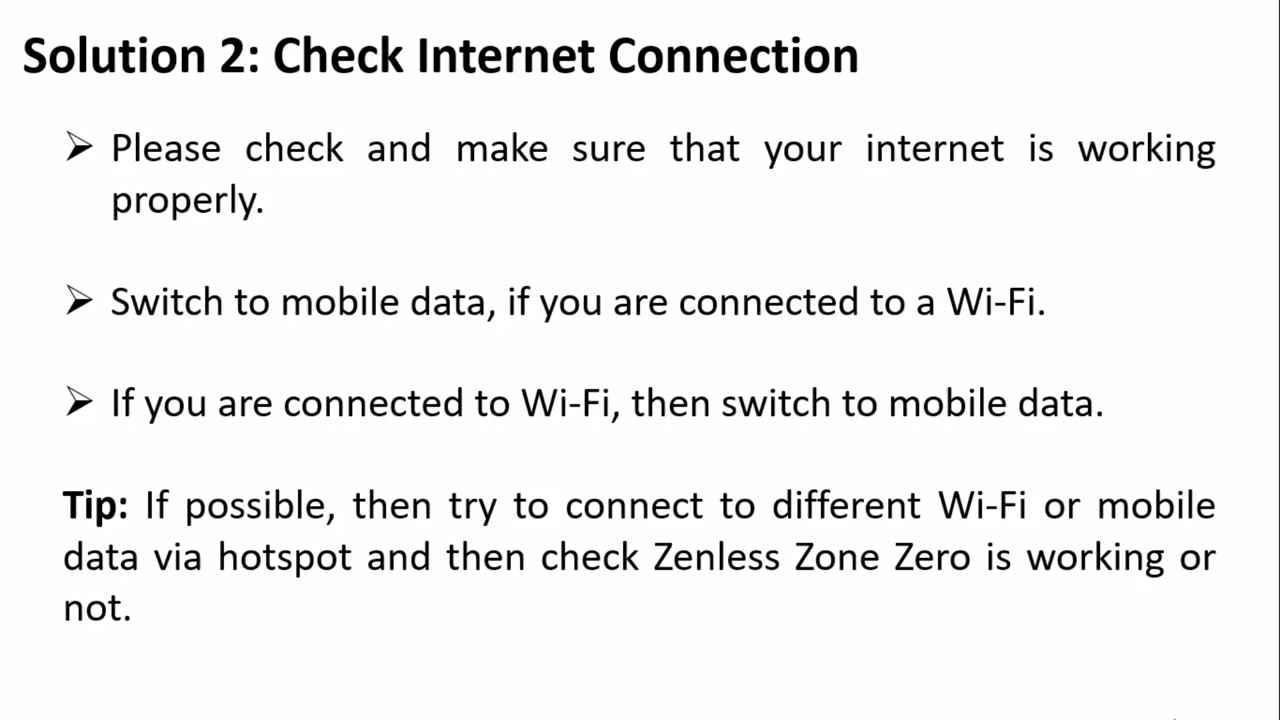 Solution 2: Check Internet Connection
➢ Please check and make sure that your internet is working
properly.
➢ Switch to mobile data, if you are connected to a Wi-Fi.
➢ If you are connected to Wi-Fi, then switch to mobile data.
Tip: If possible, then try to connect to different Wi-Fi or mobile
data via hotspot and then check Zenless Zone Zero is working or
not.